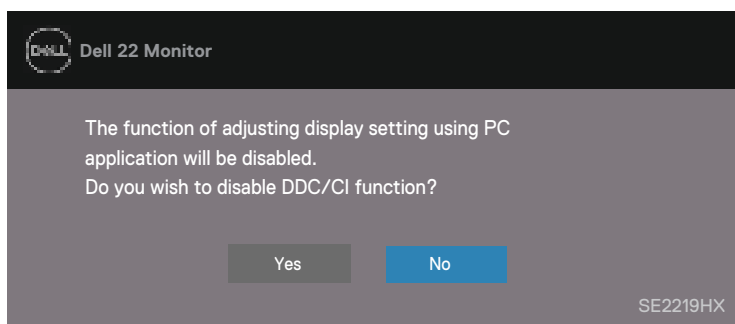 DELL Dell 22 Monitor
The function of adjusting display setting using PC
application will be disabled.
Do you wish to disable DDC/CI function?
Yes No
SE2219HX